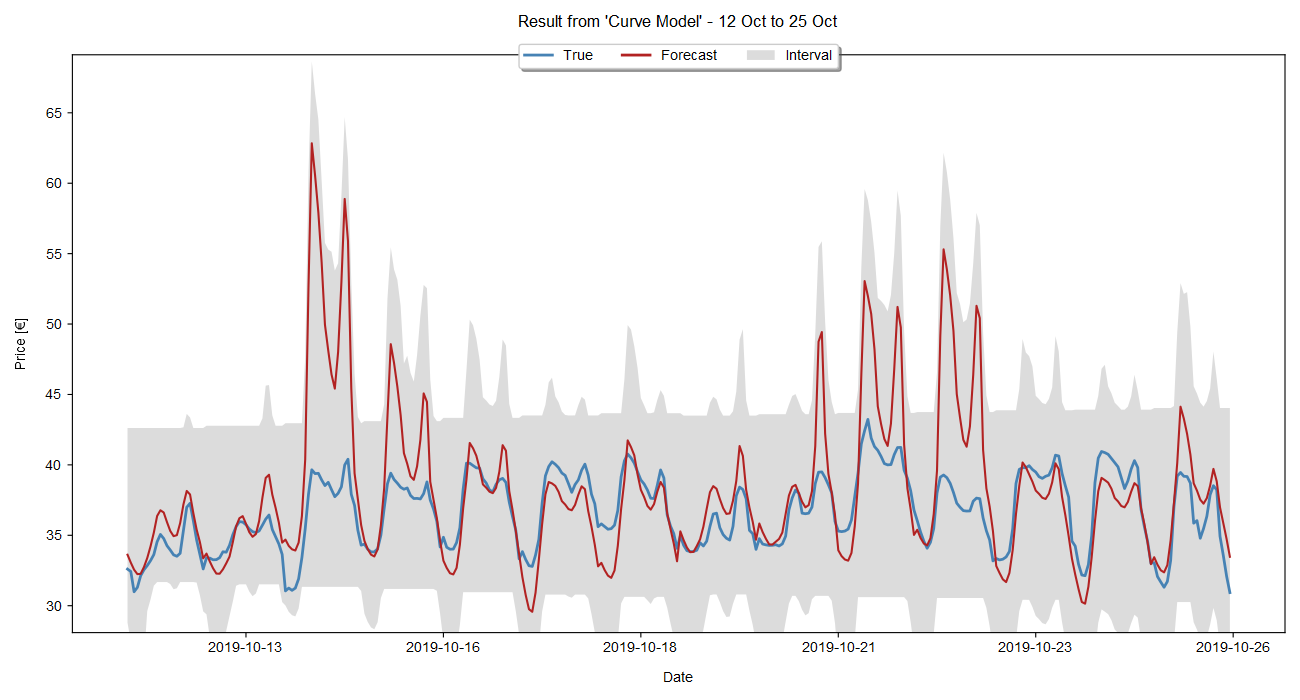 Result from 'Curve Model' - 12 Oct to 25 Oct
True Forecast Interval
65
60
55
50
45
40
35
30
Price [€]
2019-10-13 2019-10-16 2019-10-18 2019-10-21 2019-10-23 2019-10-26
Date